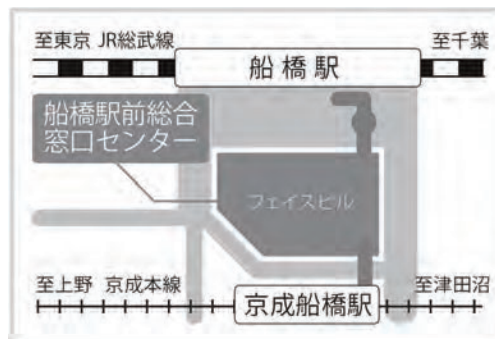 至東京 JR総武線
至千葉
船橋駅
船橋駅前総合
窓口センター
フェイスビル
至上野 京成本線
至津田沼
京成船橋駅